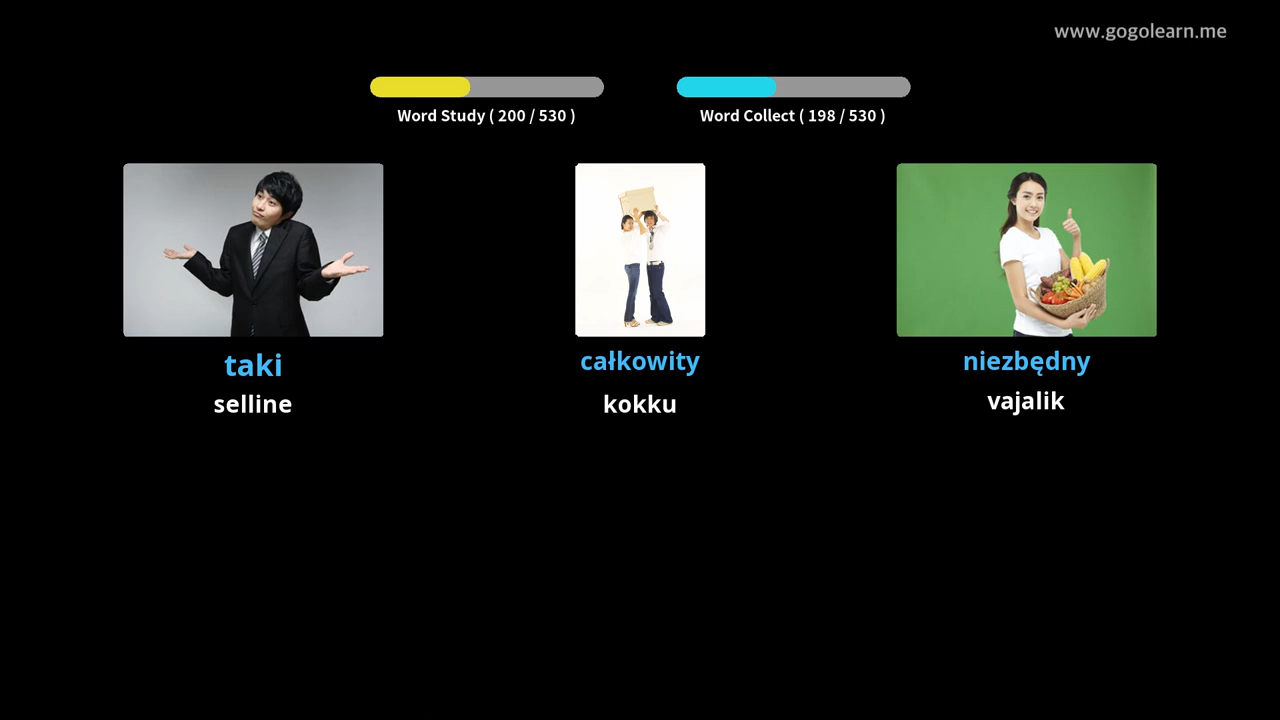 www.gogolearn.me
Word Study ( 200 / 530 )
Word Collect ( 198 / 530 )
taki
całkowity
niezbędny
selline
kokku
vajalik